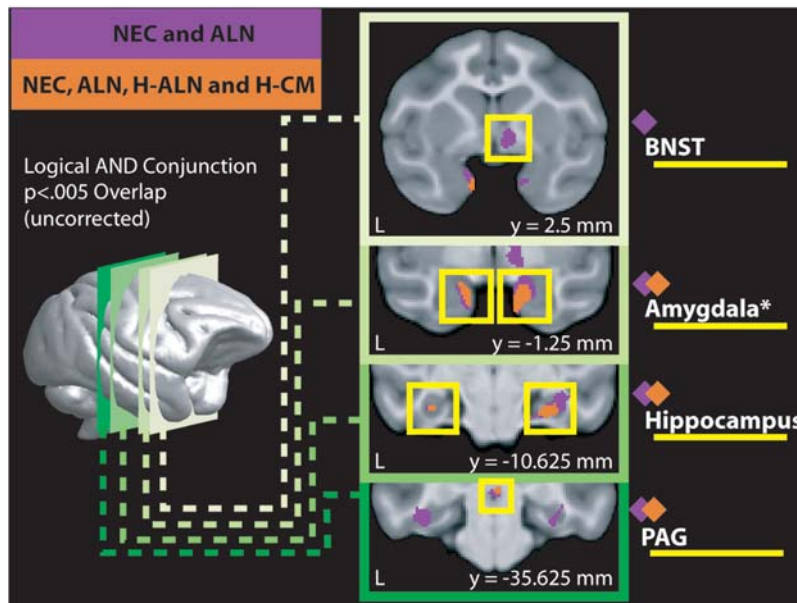 NEC and ALN
NEC, ALN, H-ALN and H-CM
Logical AND Conjunction
p<.005 Overlap
(uncorrected)
L
y = 2.5 mm
BNST
L
y = -1.25 mm
Amygdala*
L
y = -10.625 mm
Hippocampus
L
y = -35.625 mm
PAG